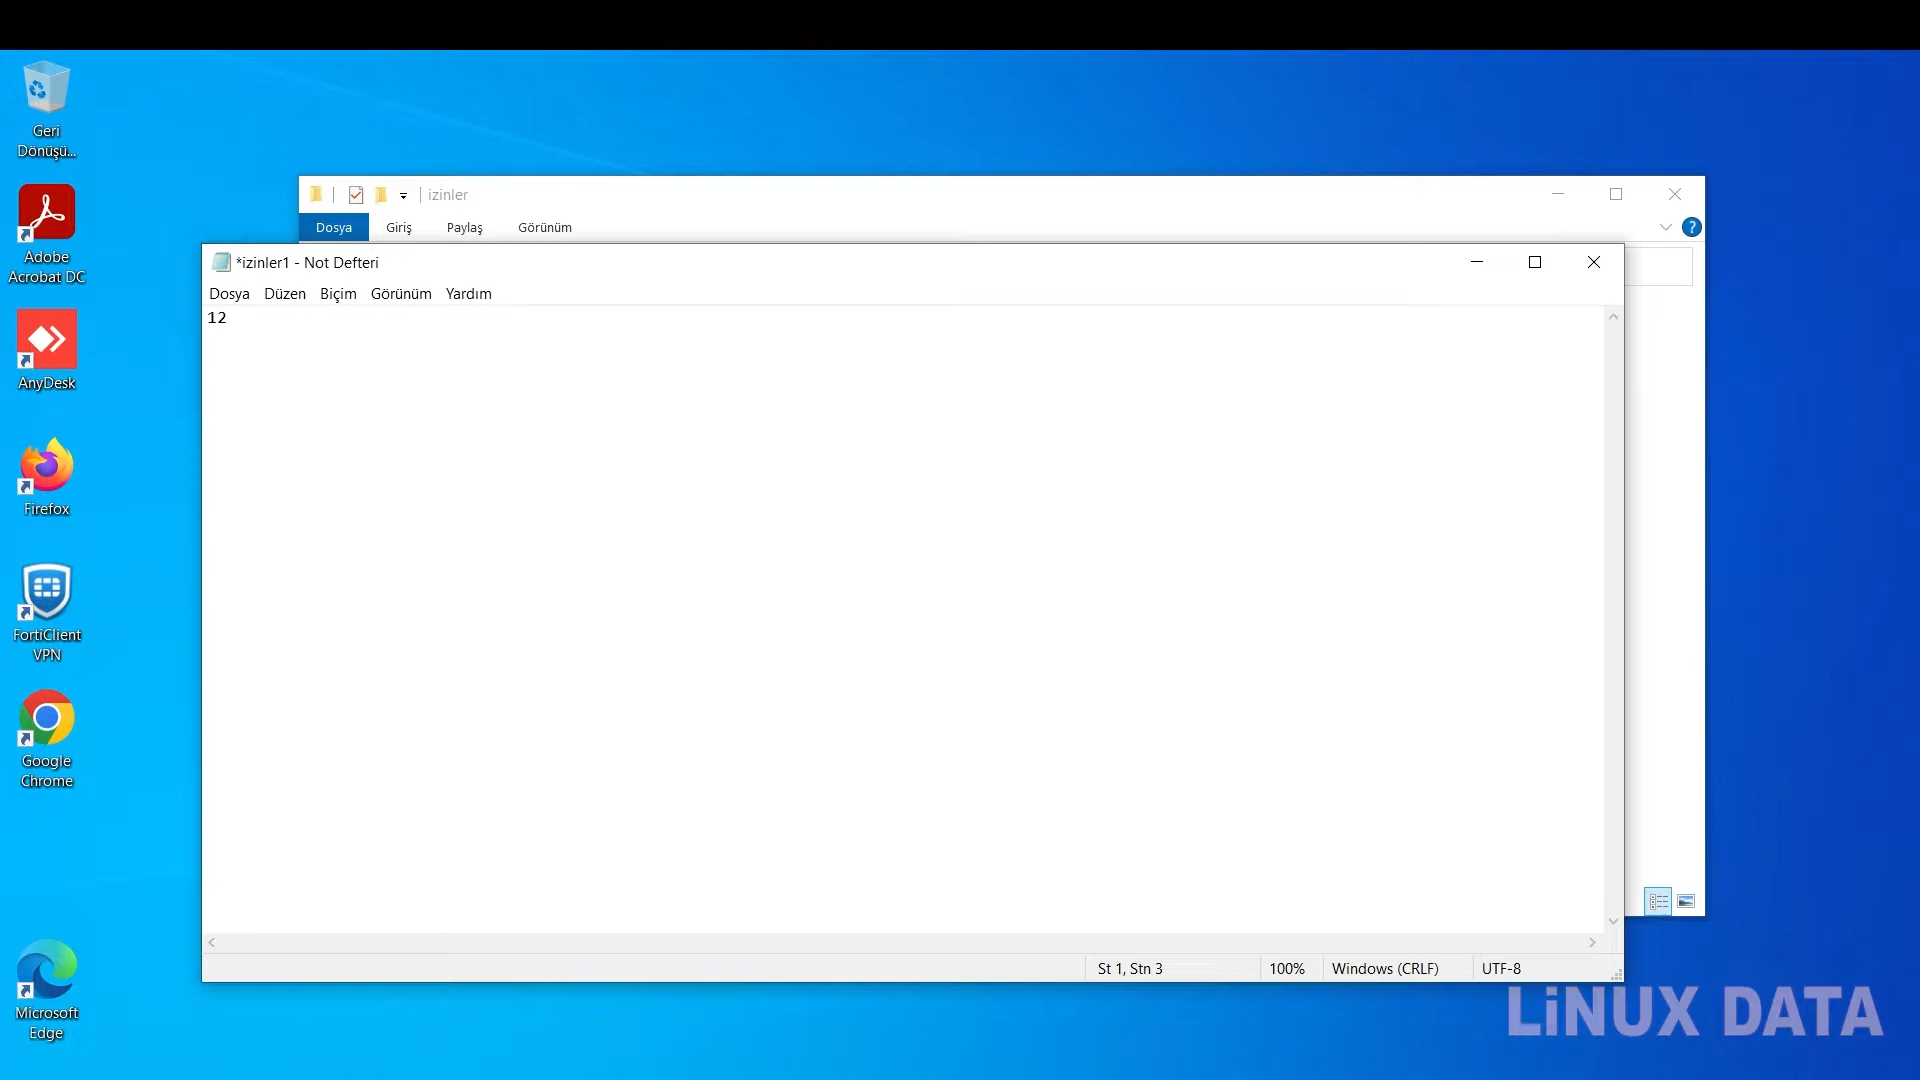 Geri
Dönüşü...
Adobe
Acrobat DC
AnyDesk
Firefox
FortiClient
VPN
Google
Chrome
Microsoft
Edge
izinler
Dosya Giriş Paylaş Görünüm
?
*izinler1 - Not Defteri
Dosya Düzen Biçim Görünüm Yardım
12
St 1, Stn 3 100% Windows (CRLF) UTF-8
LiNUX DATA